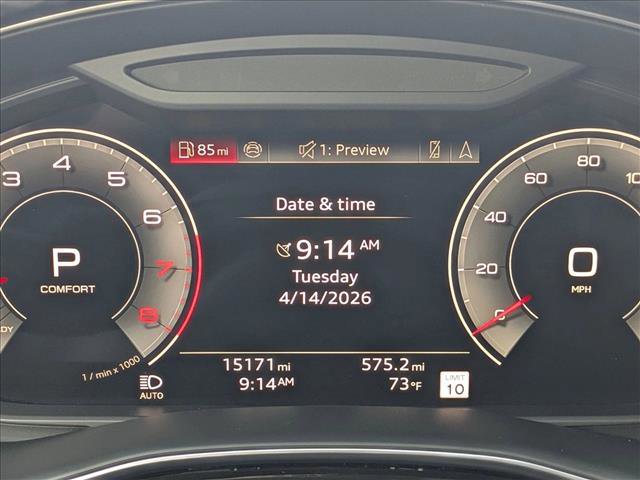 85 mi
1: Preview
Date & time
9:14 AM
Tuesday
4/14/2026
3 4 5 6 7 8
P
COMFORT
1 / min x 1000
0 20 40 60 80
0
MPH
15171 mi
575.2 mi
9:14 AM
73°F
AUTO
LIMIT
10